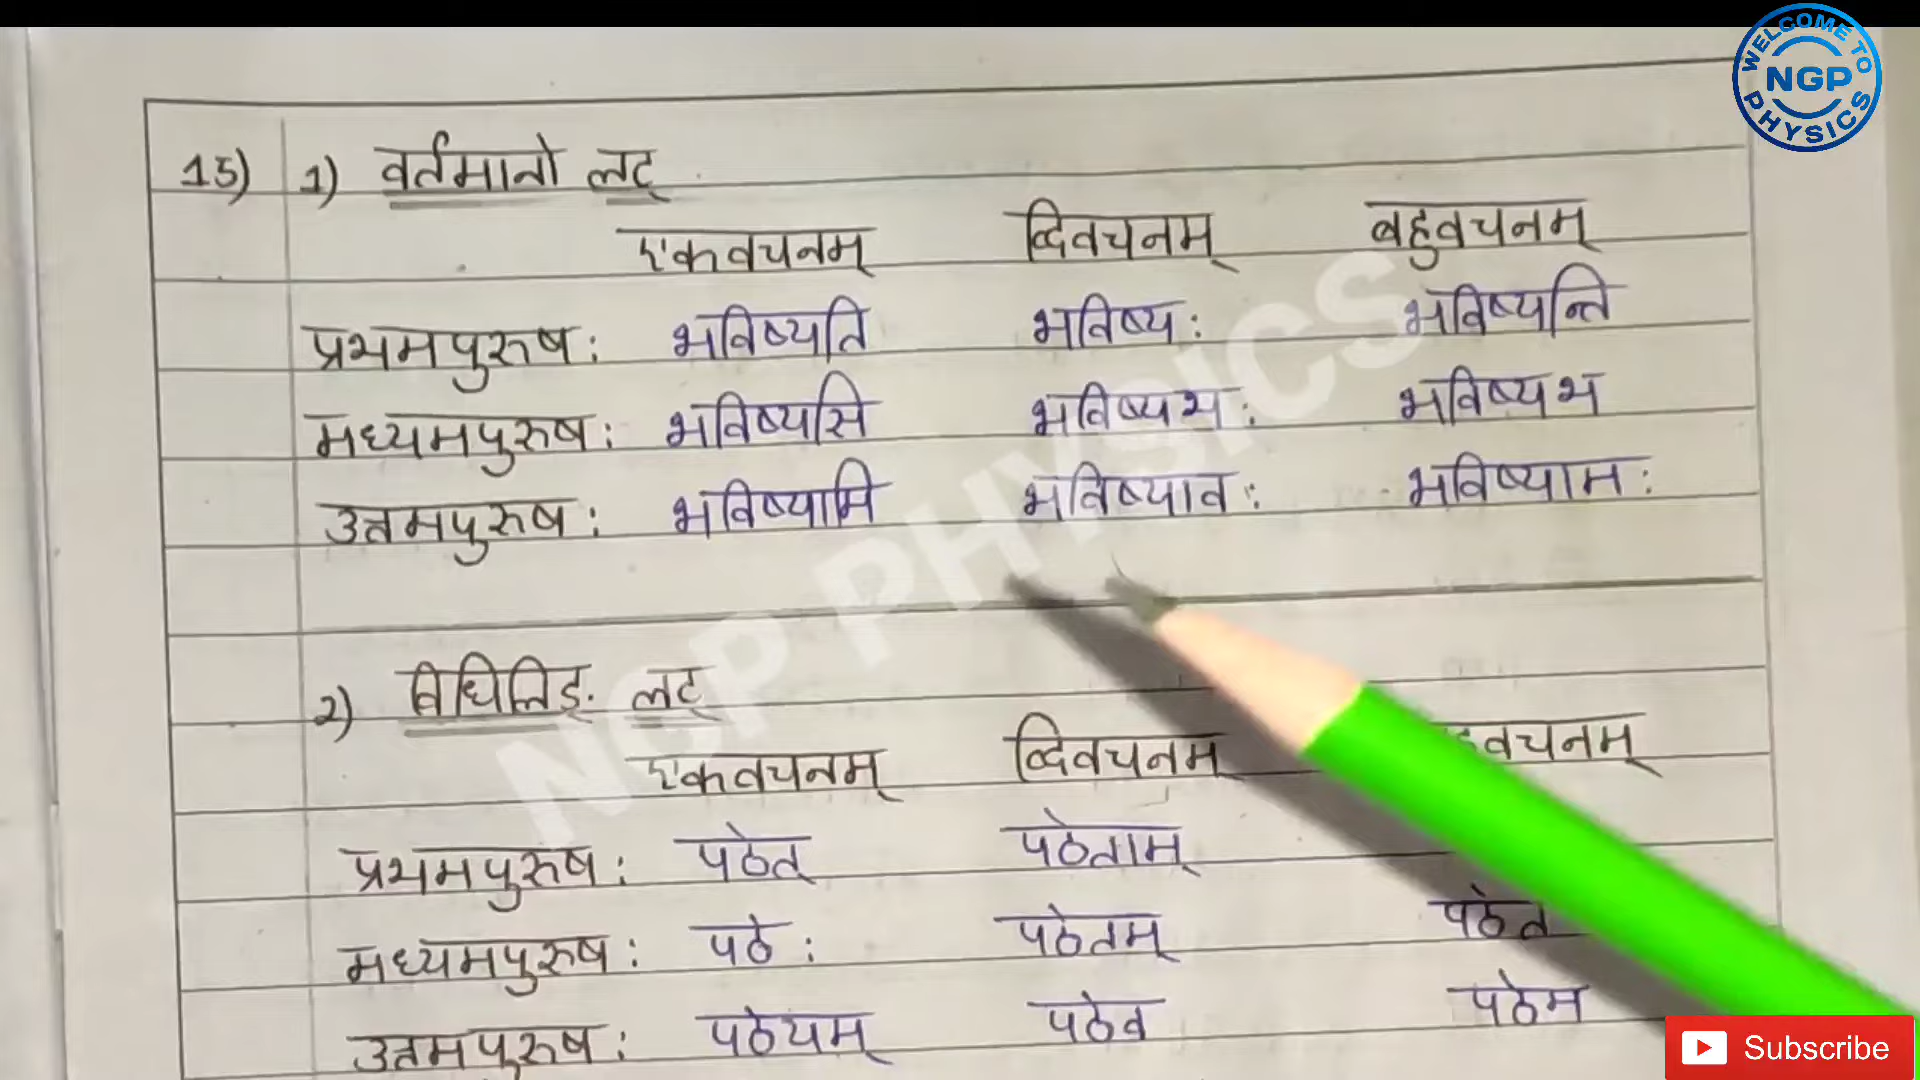 WELCOME TO
NGP
PHYSICS
15) 1) वर्तमानो लट्
एकवचनम् द्विवचनम् बहुवचनम्
प्रथमपुरुष: भविष्यति भविष्य: भविष्यन्ति
मध्यमपुरुष: भविष्यसि भविष्यथ: भविष्यथ
उत्तमपुरुष: भविष्यामि भविष्याव: भविष्याम:
NGP PHYSICS
2) विधिलिङ्. लट्
एकवचनम् द्विवचनम् हुवचनम्
प्रथमपुरुष: पठेत् पठेताम्
मध्यमपुरुष: पठे: पठेतम् पठेत
उत्तमपुरुष: पठेयम् पठेव पठेम
Subscribe